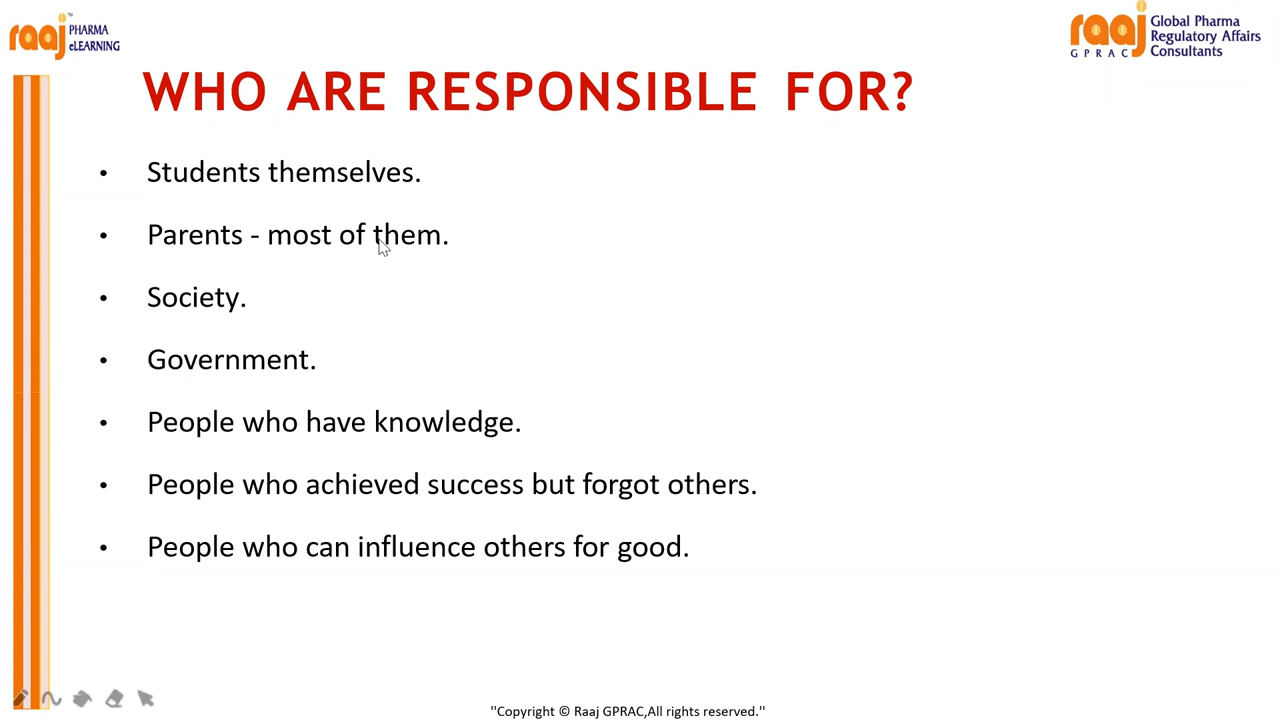 raaj PHARMA eLEARNING
™
raaj GPRAC Global Pharma Regulatory Affairs Consultants
WHO ARE RESPONSIBLE FOR?
• Students themselves.
• Parents - most of them.
• Society.
• Government.
• People who have knowledge.
• People who achieved success but forgot others.
• People who can influence others for good.
"Copyright © Raaj GPRAC,All rights reserved."